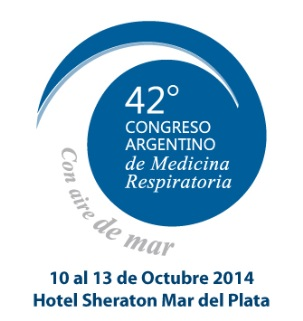 42°
CONGRESO
ARGENTINO
de Medicina
Respiratoria
Con aire de mar
10 al 13 de Octubre 2014
Hotel Sheraton Mar del Plata